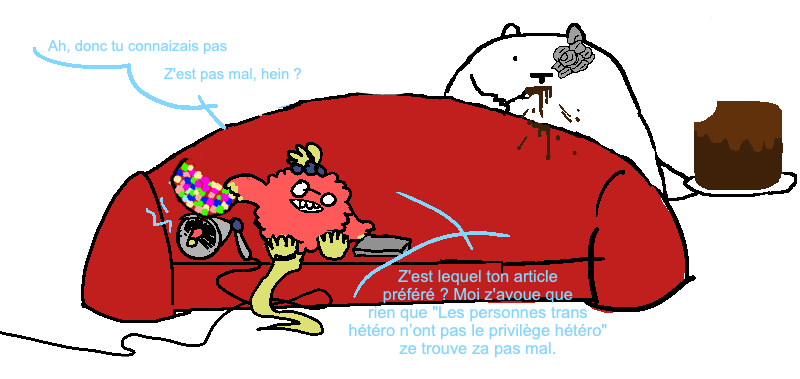 Ah, donc tu connaizais pas
Z'est pas mal, hein ?
Z'est lequel ton article
préféré ? Moi z'avoue que
rien que "Les personnes trans
hétéro n'ont pas le privilège hétéro"
ze trouve za pas mal.